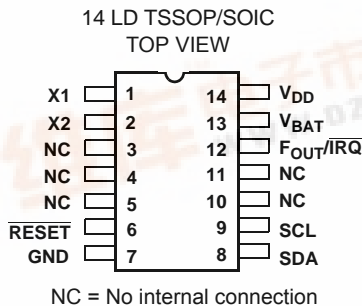 14 LD TSSOP/SOIC
TOP VIEW
X1 1 14 VDD
X2 2 13 VBAT
NC 3 12 FOUT/IRQ
NC 4 11 NC
NC 5 10 NC
RESET 6 9 SCL
GND 7 8 SDA
NC = No internal connection